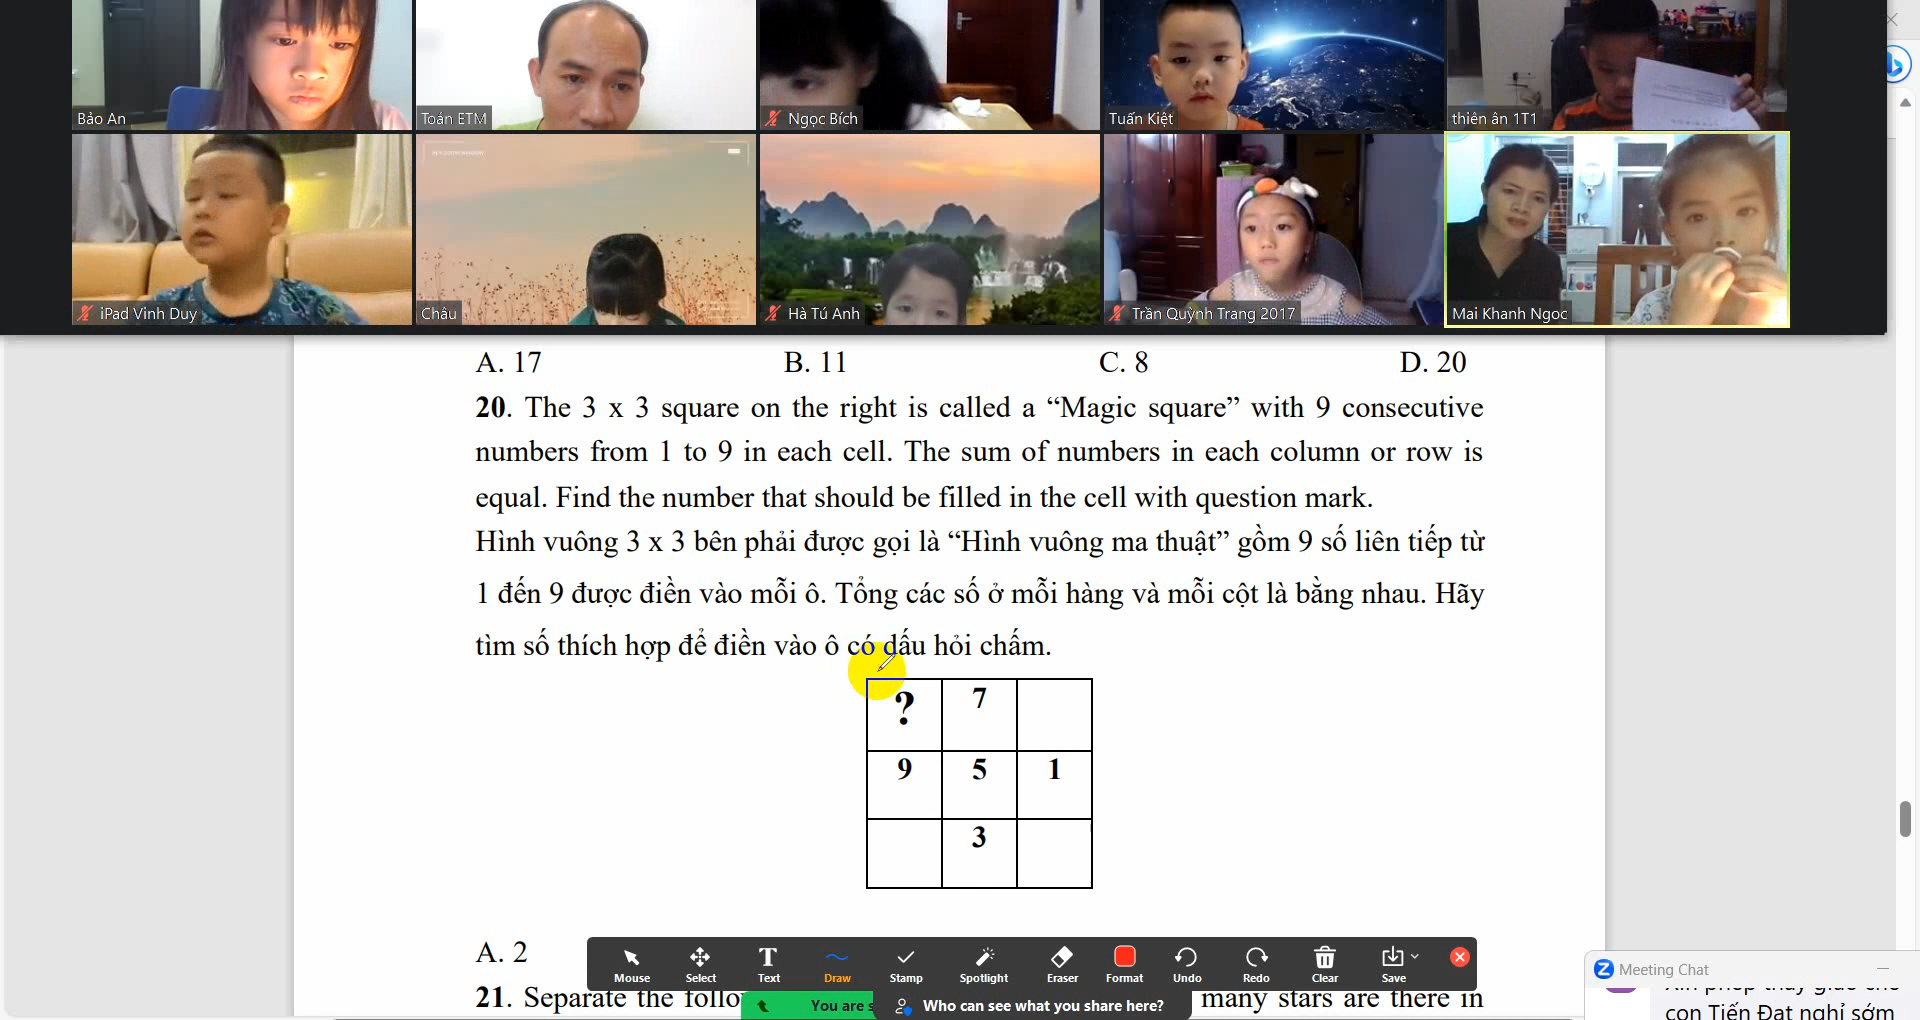 Bảo An
Toán ETM
Ngọc Bích
Tuấn Kiệt
thiên ân 1T1
iPad Vinh Duy
Châu
Hà Tú Anh
Trần Quỳnh Trang 2017
Mai Khanh Ngoc
A. 17 B. 11 C. 8 D. 20
20. The 3 x 3 square on the right is called a “Magic square” with 9 consecutive
numbers from 1 to 9 in each cell. The sum of numbers in each column or row is
equal. Find the number that should be filled in the cell with question mark.
Hình vuông 3 x 3 bên phải được gọi là “Hình vuông ma thuật” gồm 9 số liên tiếp từ
1 đến 9 được điền vào mỗi ô. Tổng các số ở mỗi hàng và mỗi cột là bằng nhau. Hãy
tìm số thích hợp để điền vào ô có dấu hỏi chấm.
? 7
9 5 1
3
A. 2
Mouse Select Text Draw Stamp Spotlight Eraser Format Undo Redo Clear Save
21. Separate the follo many stars are there in
You are s
Who can see what you share here?
Meeting Chat
con Tiến Đạt nghỉ sớm